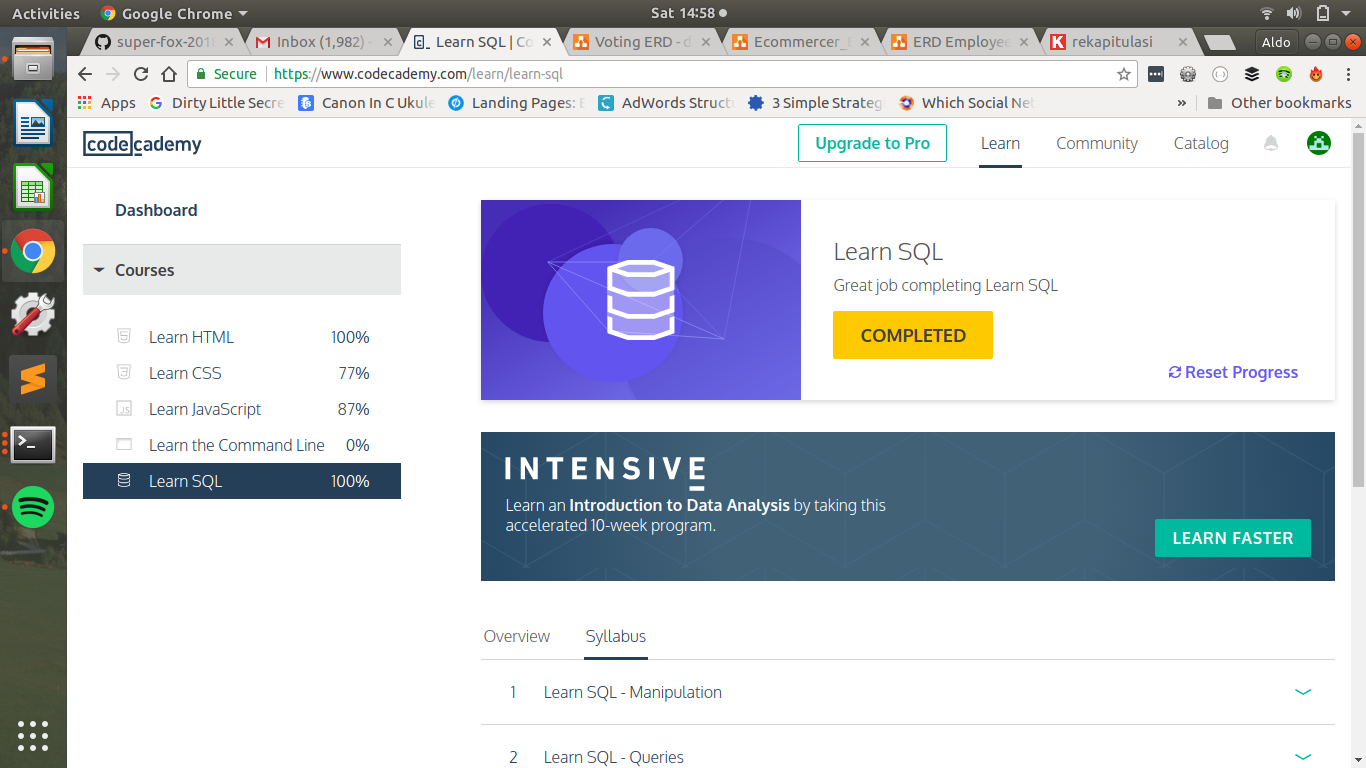 Activities
Google Chrome
Sat 14:58
super-fox-201
Inbox (1,982) -
Learn SQL | Co
Voting ERD - d
Ecommercer_E
ERD Employee
rekapitulasi
Aldo
Secure
https://www.codecademy.com/learn/learn-sql
Apps
Dirty Little Secre
Canon In C Ukule
Landing Pages: E
AdWords Struct
3 Simple Strateg
Which Social Net
»
Other bookmarks
codecademy
Upgrade to Pro
Learn
Community
Catalog
Dashboard
Courses
Learn HTML 100%
Learn CSS 77%
JS Learn JavaScript 87%
Learn the Command Line 0%
Learn SQL 100%
Learn SQL
Great job completing Learn SQL
COMPLETED
Reset Progress
INTENSIVE
Learn an Introduction to Data Analysis by taking this
accelerated 10-week program.
LEARN FASTER
Overview
Syllabus
1 Learn SQL - Manipulation
2 Learn SQL - Queries